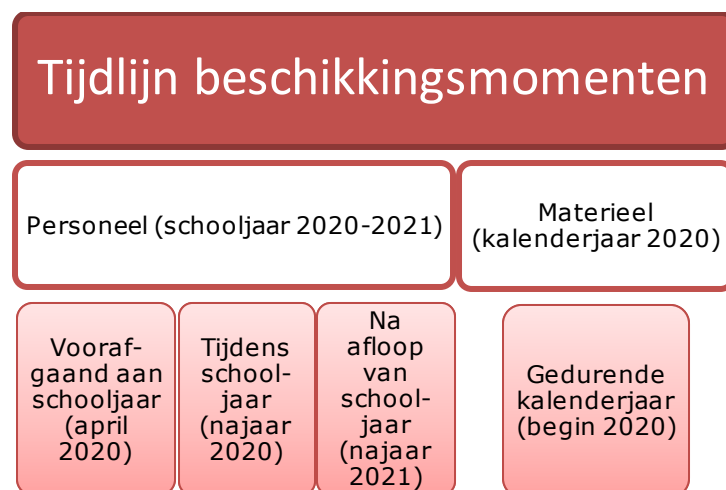 Tijdlijn beschikkingsmomenten
Personeel (schooljaar 2020-2021)
Materieel
(kalenderjaar 2020)
Vooraf-
gaand aan
schooljaar
(april
2020)
Tijdens
school-
jaar
(najaar
2020)
Na
afloop
van
school-
jaar
(najaar
2021)
Gedurende
kalenderjaar
(begin 2020)